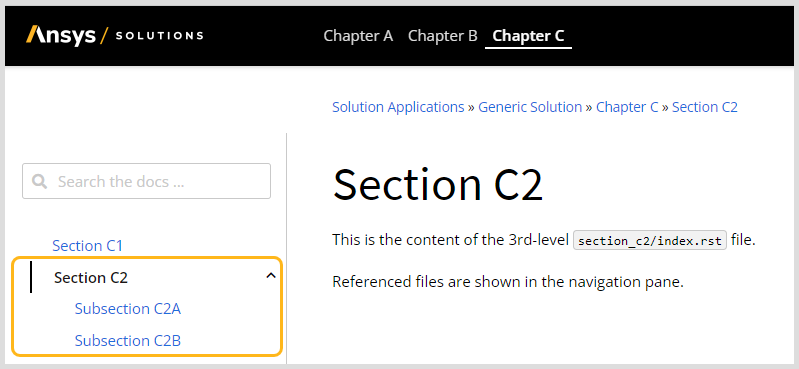 Ansys / SOLUTIONS
Chapter A Chapter B Chapter C
Solution Applications » Generic Solution » Chapter C » Section C2
Search the docs ...
Section C1
Section C2
Subsection C2A
Subsection C2B
Section C2
This is the content of the 3rd-level section_c2/index.rst file.
Referenced files are shown in the navigation pane.